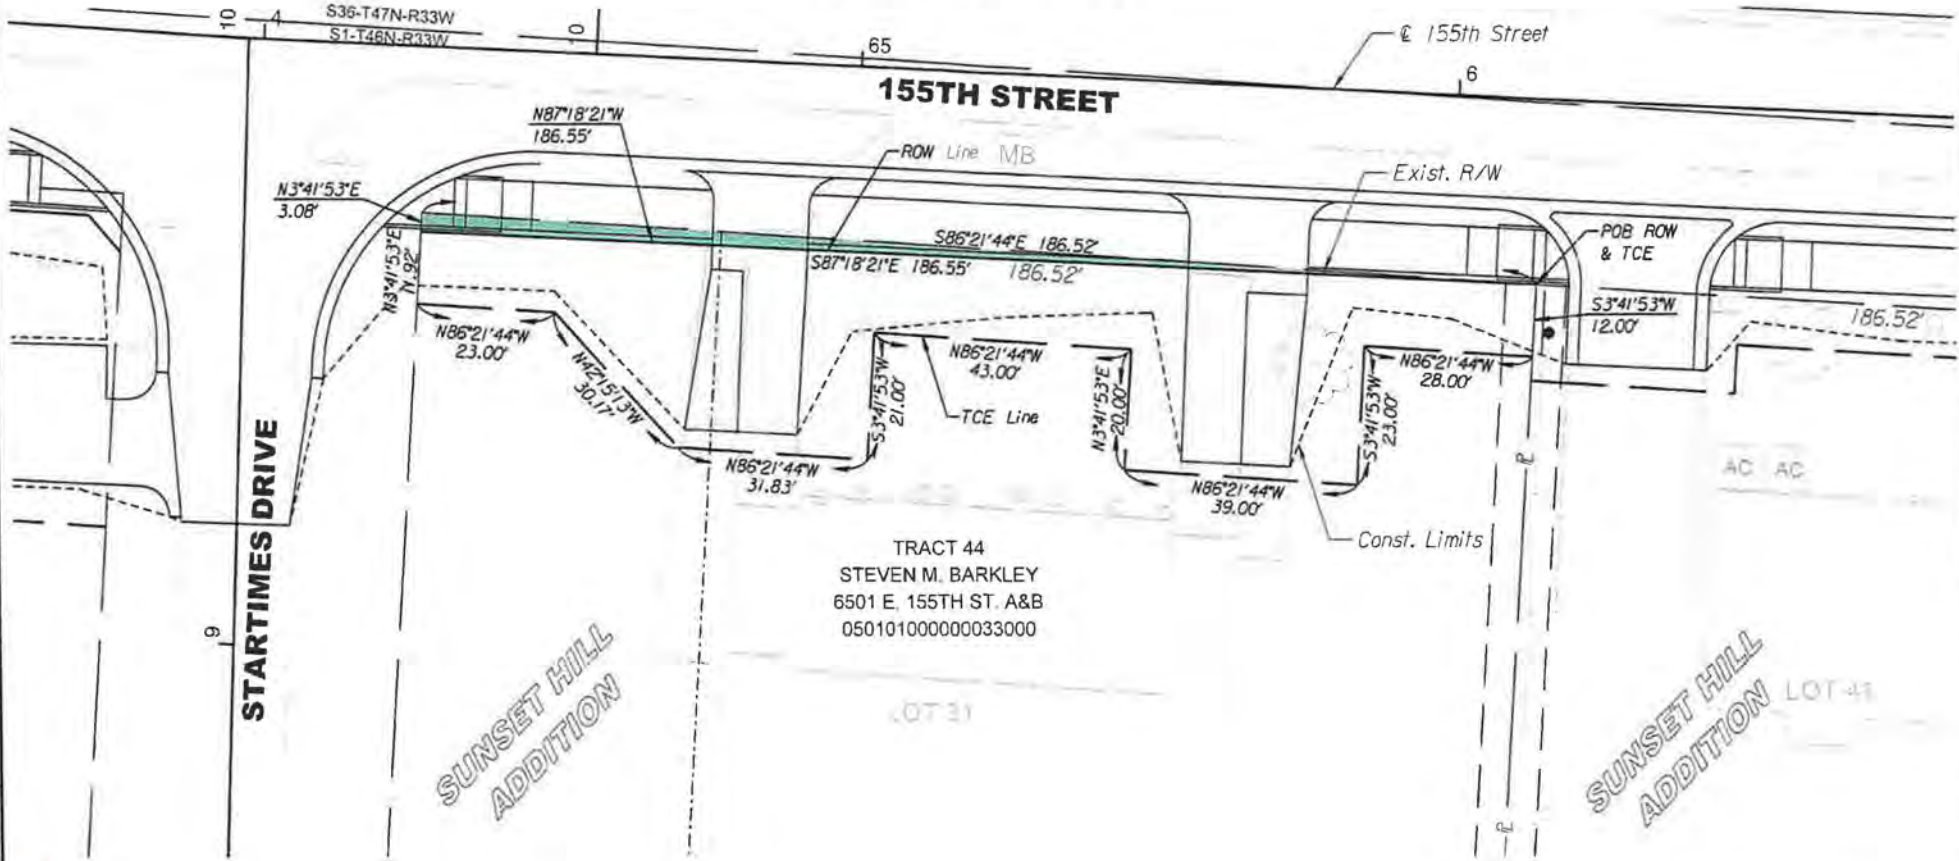 10
4
S36-T47N-R33W
S1-T46N-R33W
10
65
℄ 155th Street
6
155TH STREET
N87°18'21"W
186.55'
ROW Line MB
Exist. R/W
N3°41'53"E
3.08'
S86°21'44"E 186.52'
S87°18'21"E 186.55'
186.52'
POB ROW
& TCE
N3°41'53"E
11.92'
S3°41'53"W
12.00'
186.52'
N86°21'44"W
23.00'
N42°15'13"W
30.17'
S3°41'53"W
21.00'
N86°21'44"W
43.00'
TCE Line
N3°41'53"E
20.00'
S3°41'53"W
23.00'
N86°21'44"W
28.00'
N86°21'44"W
31.83'
N86°21'44"W
39.00'
Const. Limits
AC AC
STARTIMES DRIVE
9
TRACT 44
STEVEN M. BARKLEY
6501 E. 155TH ST. A&B
050101000000033000
SUNSET HILL
ADDITION
LOT 31
SUNSET HILL
ADDITION